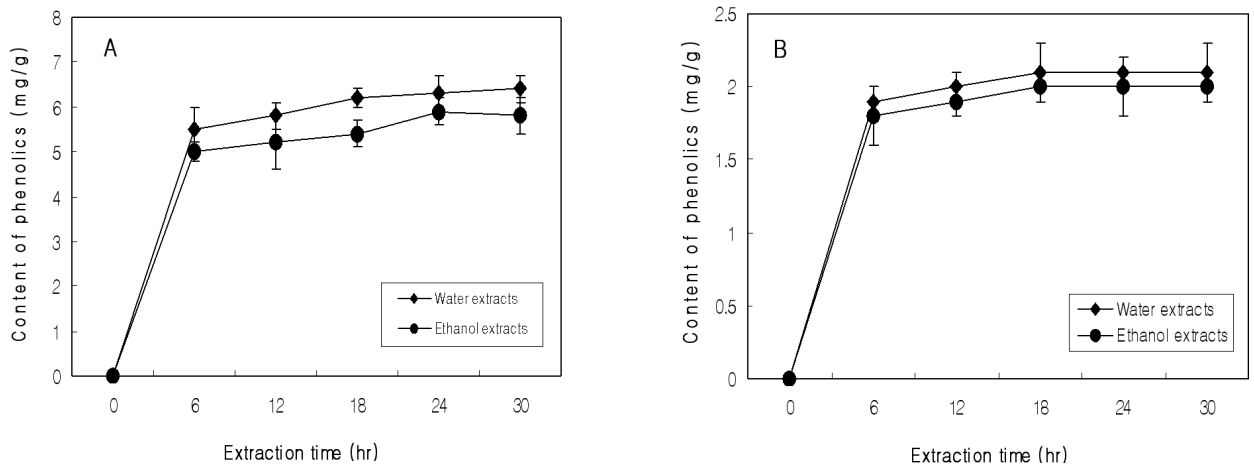 A
Content of phenolics (mg/g)
8
7
6
5
4
3
2
1
0
Water extracts
Ethanol extracts
0 6 12 18 24 30
Extraction time (hr)
B
Content of phenolics (mg/g)
2.5
2
1.5
1
0.5
0
Water extracts
Ethanol extracts
0 6 12 18 24 30
Extraction time (hr)